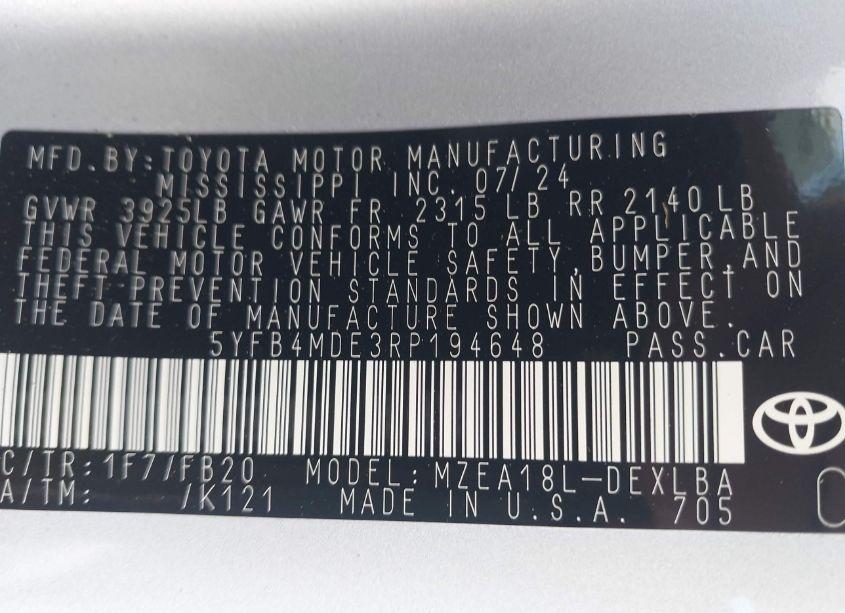 MFD.BY:TOYOTA MOTOR MANUFACTURING
MISSISSIPPI INC. 07/24
GVWR 3925LB GAWR FR 2315 LB RR 2140 LB
THIS VEHICLE CONFORMS TO ALL APPLICABLE
FEDERAL MOTOR VEHICLE SAFETY,BUMPER,AND
THEFT PREVENTION STANDARDS IN EFFECT ON
THE DATE OF MANUFACTURE SHOWN ABOVE.
5YFB4MDE3RP194648 PASS.CAR
C/TR:1F7/FB20 MODEL:MZEA18L-DEXLBA
A/TM: /K121 MADE IN U.S.A. 705